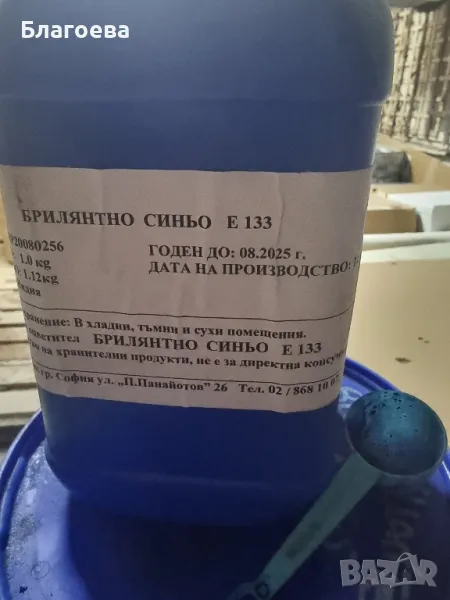 Благоева
БРИЛЯНТНО СИНЬО E 133
20080256
ГОДЕН ДО: 08.2025 г.
1.0 kg
ДАТА НА ПРОИЗВОДСТВО:
1.12kg
В хладни, тъмни и сухи помещения.
БРИЛЯНТНО СИНЬО E 133
на хранителни продукти, не е за директна
гр. София ул. „П.Панайотов" 26 Тел. 02 / 868 10
BAZAR